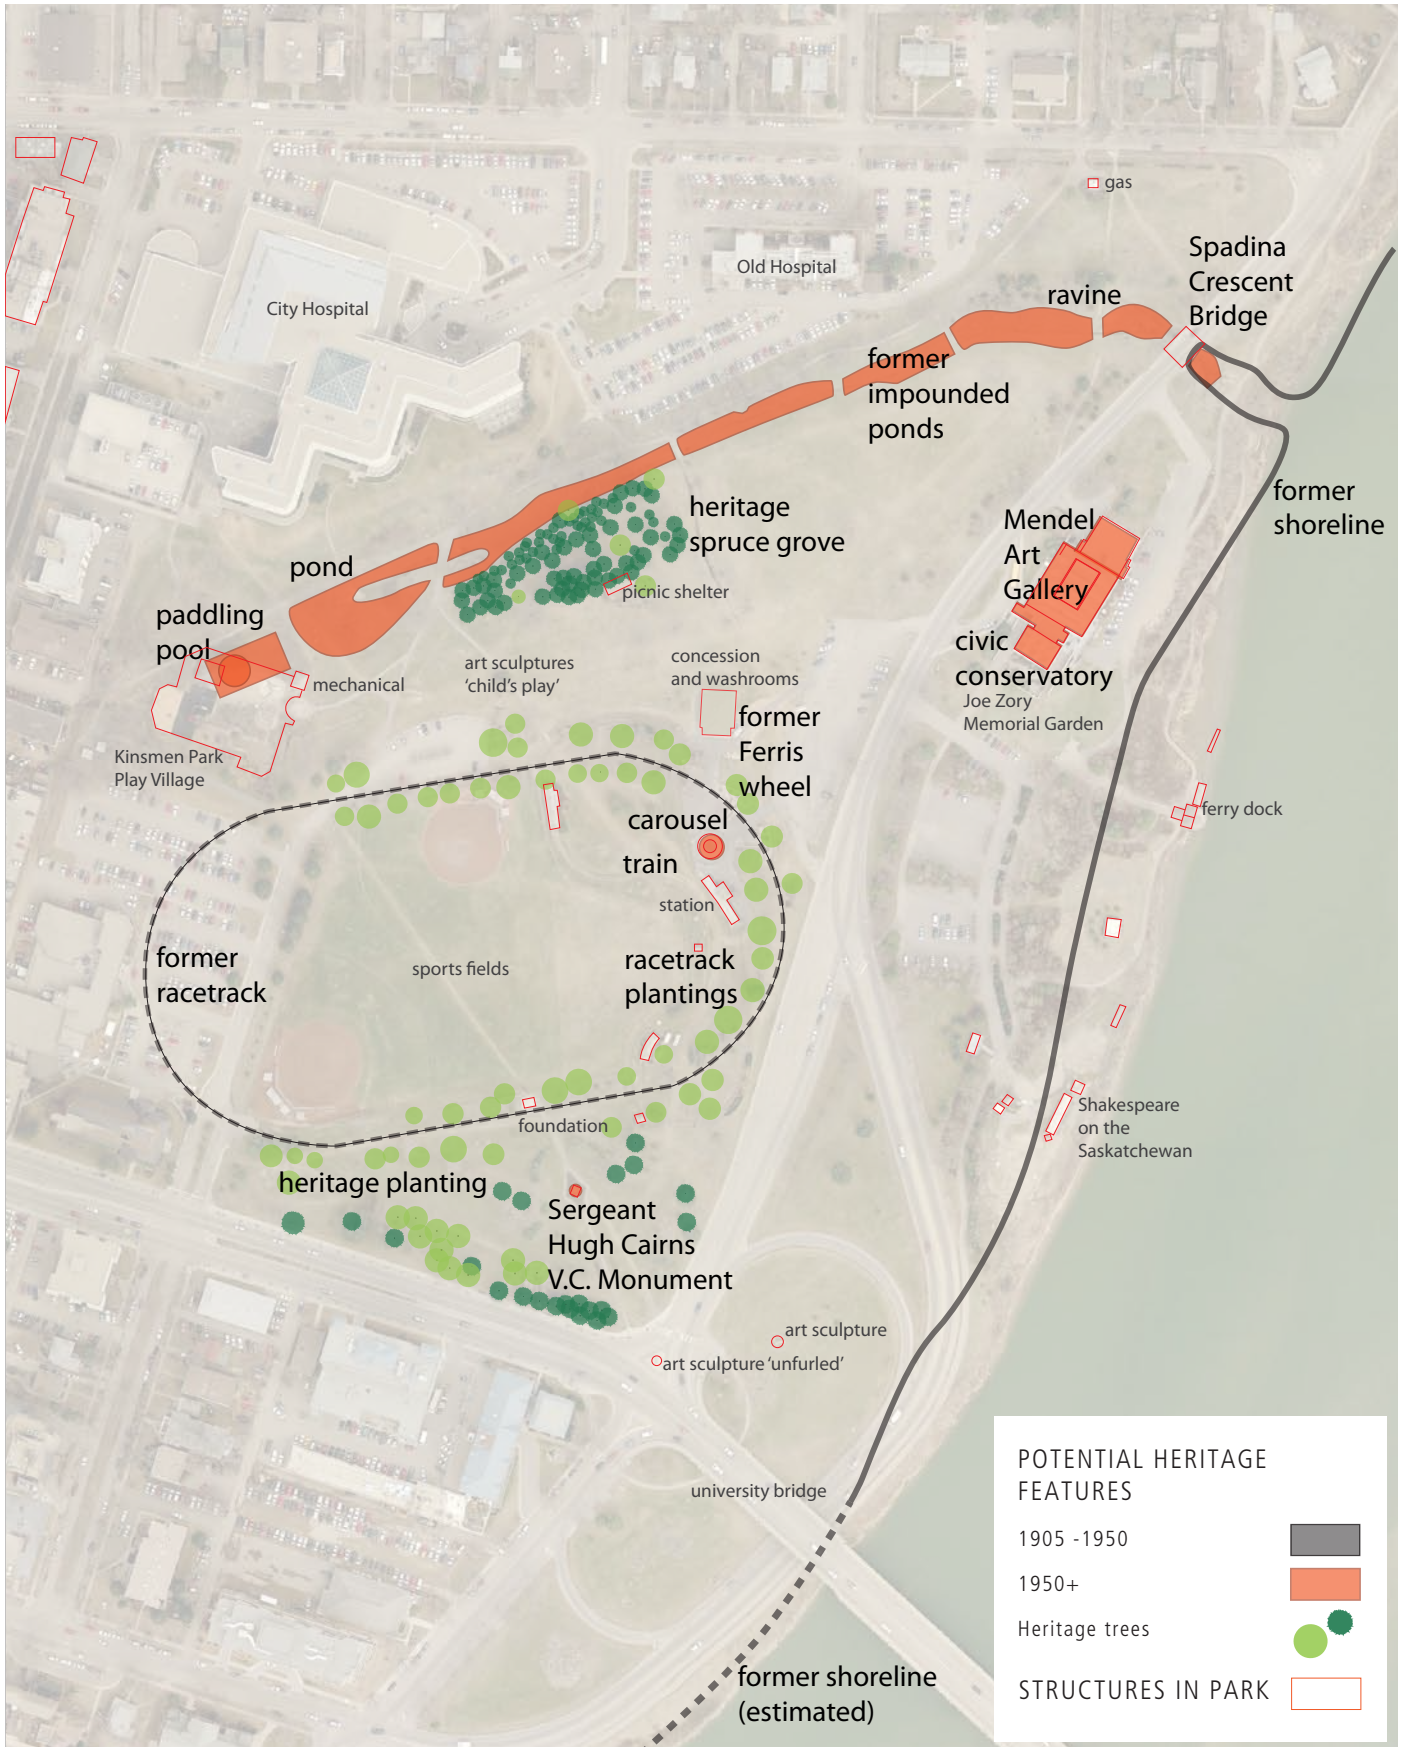 gas
Spadina
Crescent
Bridge
Old Hospital
ravine
City Hospital
former
impounded
ponds
former
shoreline
heritage
spruce grove
Mendel
Art
Gallery
pond
picnic shelter
paddling
pool
civic
conservatory
art sculptures
'child's play'
concession
and washrooms
mechanical
Joe Zory
Memorial Garden
former
Ferris
wheel
Kinsmen Park
Play Village
ferry dock
carousel
train
station
former
racetrack
sports fields
racetrack
plantings
Shakespeare
on the
Saskatchewan
foundation
heritage planting
Sergeant
Hugh Cairns
V.C. Monument
art sculpture
art sculpture 'unfurled'
university bridge
former shoreline
(estimated)
POTENTIAL HERITAGE
FEATURES
1905 -1950
1950+
Heritage trees
STRUCTURES IN PARK